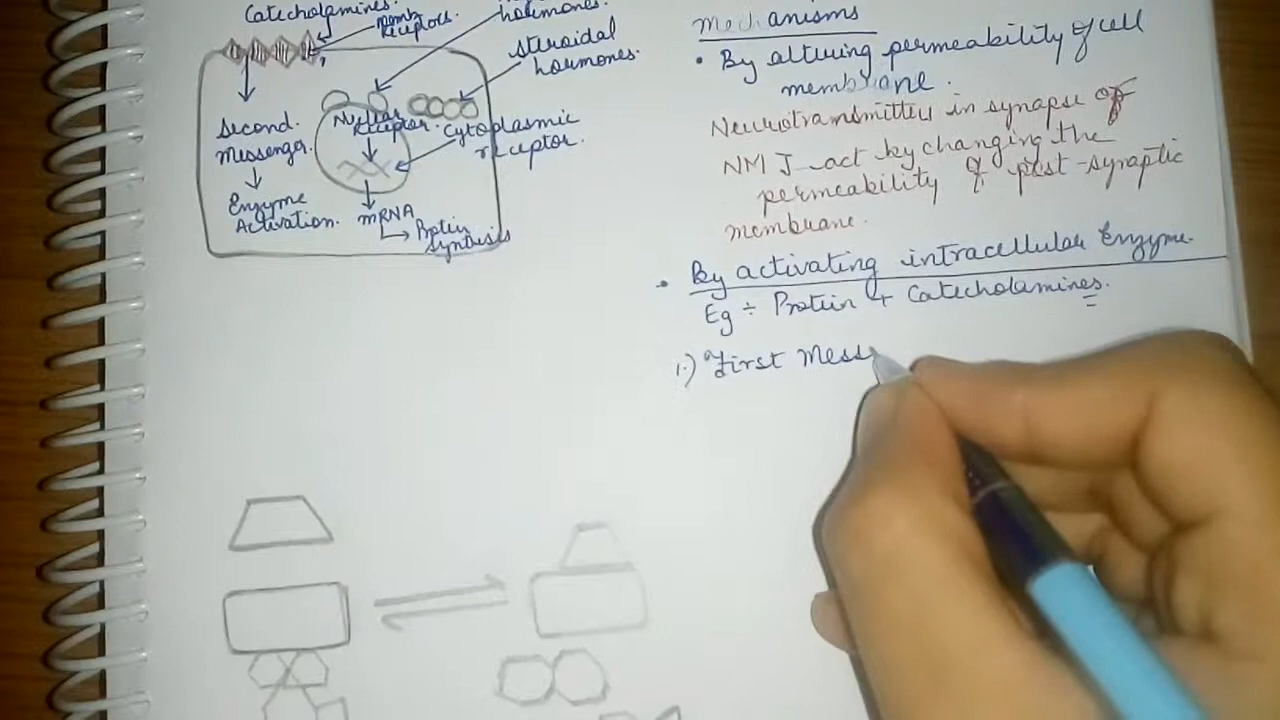 Catecholamines.
memb. Receptors.
hormones.
steroidal
hormones.
Second.
Messenger.
Enzyme
Activation.
Nuclear
Receptor.
Cytoplasmic
receptor.
mRNA
Protein
Synthesis
Mechanisms
• By altering permeability of cell
membrane.
Neurotransmitters in synapse of
NMJ act by changing the
permeability of post-synaptic
membrane.
• By activating intracellular Enzyme.
Eg ÷ Protein + Catecholamines.
1.) First Mess